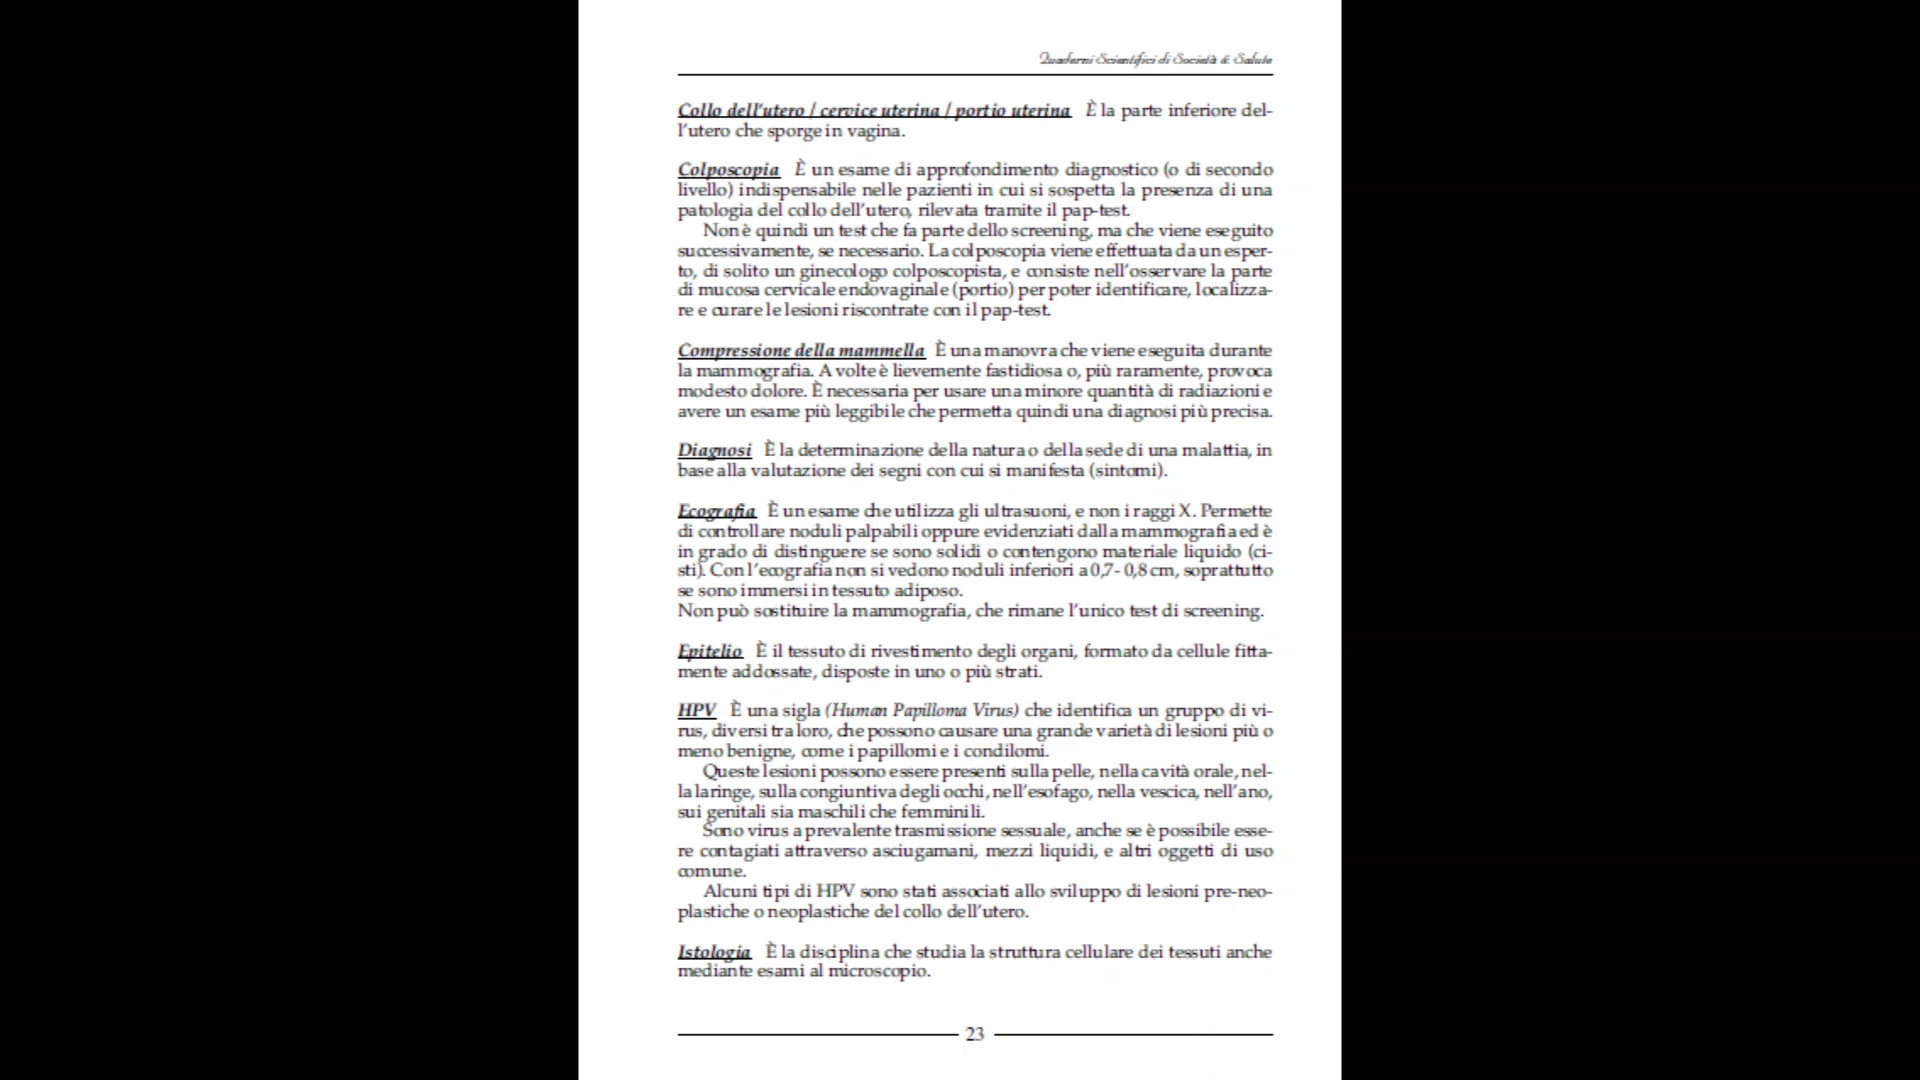 Quaderni Scientifici di Società & Salute
Collo dell'utero / cervice uterina / portio uterina È la parte inferiore del-
l'utero che sporge in vagina.
Colposcopia È un esame di approfondimento diagnostico (o di secondo
livello) indispensabile nelle pazienti in cui si sospetta la presenza di una
patologia del collo dell'utero, rilevata tramite il pap-test.
Non è quindi un test che fa parte dello screening, ma che viene eseguito
successivamente, se necessario. La colposcopia viene effettuata da un esper-
to, di solito un ginecologo colposcopista, e consiste nell'osservare la parte
di mucosa cervicale endovaginale (portio) per poter identificare, localizza-
re e curare le lesioni riscontrate con il pap-test.
Compressione della mammella È una manovra che viene eseguita durante
la mammografia. A volte è lievemente fastidiosa o, più raramente, provoca
modesto dolore. È necessaria per usare una minore quantità di radiazioni e
avere un esame più leggibile che permetta quindi una diagnosi più precisa.
Diagnosi È la determinazione della natura o della sede di una malattia, in
base alla valutazione dei segni con cui si manifesta (sintomi).
Ecografia È un esame che utilizza gli ultrasuoni, e non i raggi X. Permette
di controllare noduli palpabili oppure evidenziati dalla mammografia ed è
in grado di distinguere se sono solidi o contengono materiale liquido (ci-
sti). Con l'ecografia non si vedono noduli inferiori a 0,7- 0,8 cm, soprattutto
se sono immersi in tessuto adiposo.
Non può sostituire la mammografia, che rimane l'unico test di screening.
Epitelio È il tessuto di rivestimento degli organi, formato da cellule fitta-
mente addossate, disposte in uno o più strati.
HPV È una sigla (Human Papilloma Virus) che identifica un gruppo di vi-
rus, diversi tra loro, che possono causare una grande varietà di lesioni più o
meno benigne, come i papillomi e i condilomi.
Queste lesioni possono essere presenti sulla pelle, nella cavità orale, nel-
la laringe, sulla congiuntiva degli occhi, nell'esofago, nella vescica, nell'ano,
sui genitali sia maschili che femminili.
Sono virus a prevalente trasmissione sessuale, anche se è possibile esse-
re contagiati attraverso asciugamani, mezzi liquidi, e altri oggetti di uso
comune.
Alcuni tipi di HPV sono stati associati allo sviluppo di lesioni pre-neo-
plastiche o neoplastiche del collo dell'utero.
Istologia È la disciplina che studia la struttura cellulare dei tessuti anche
mediante esami al microscopio.
23